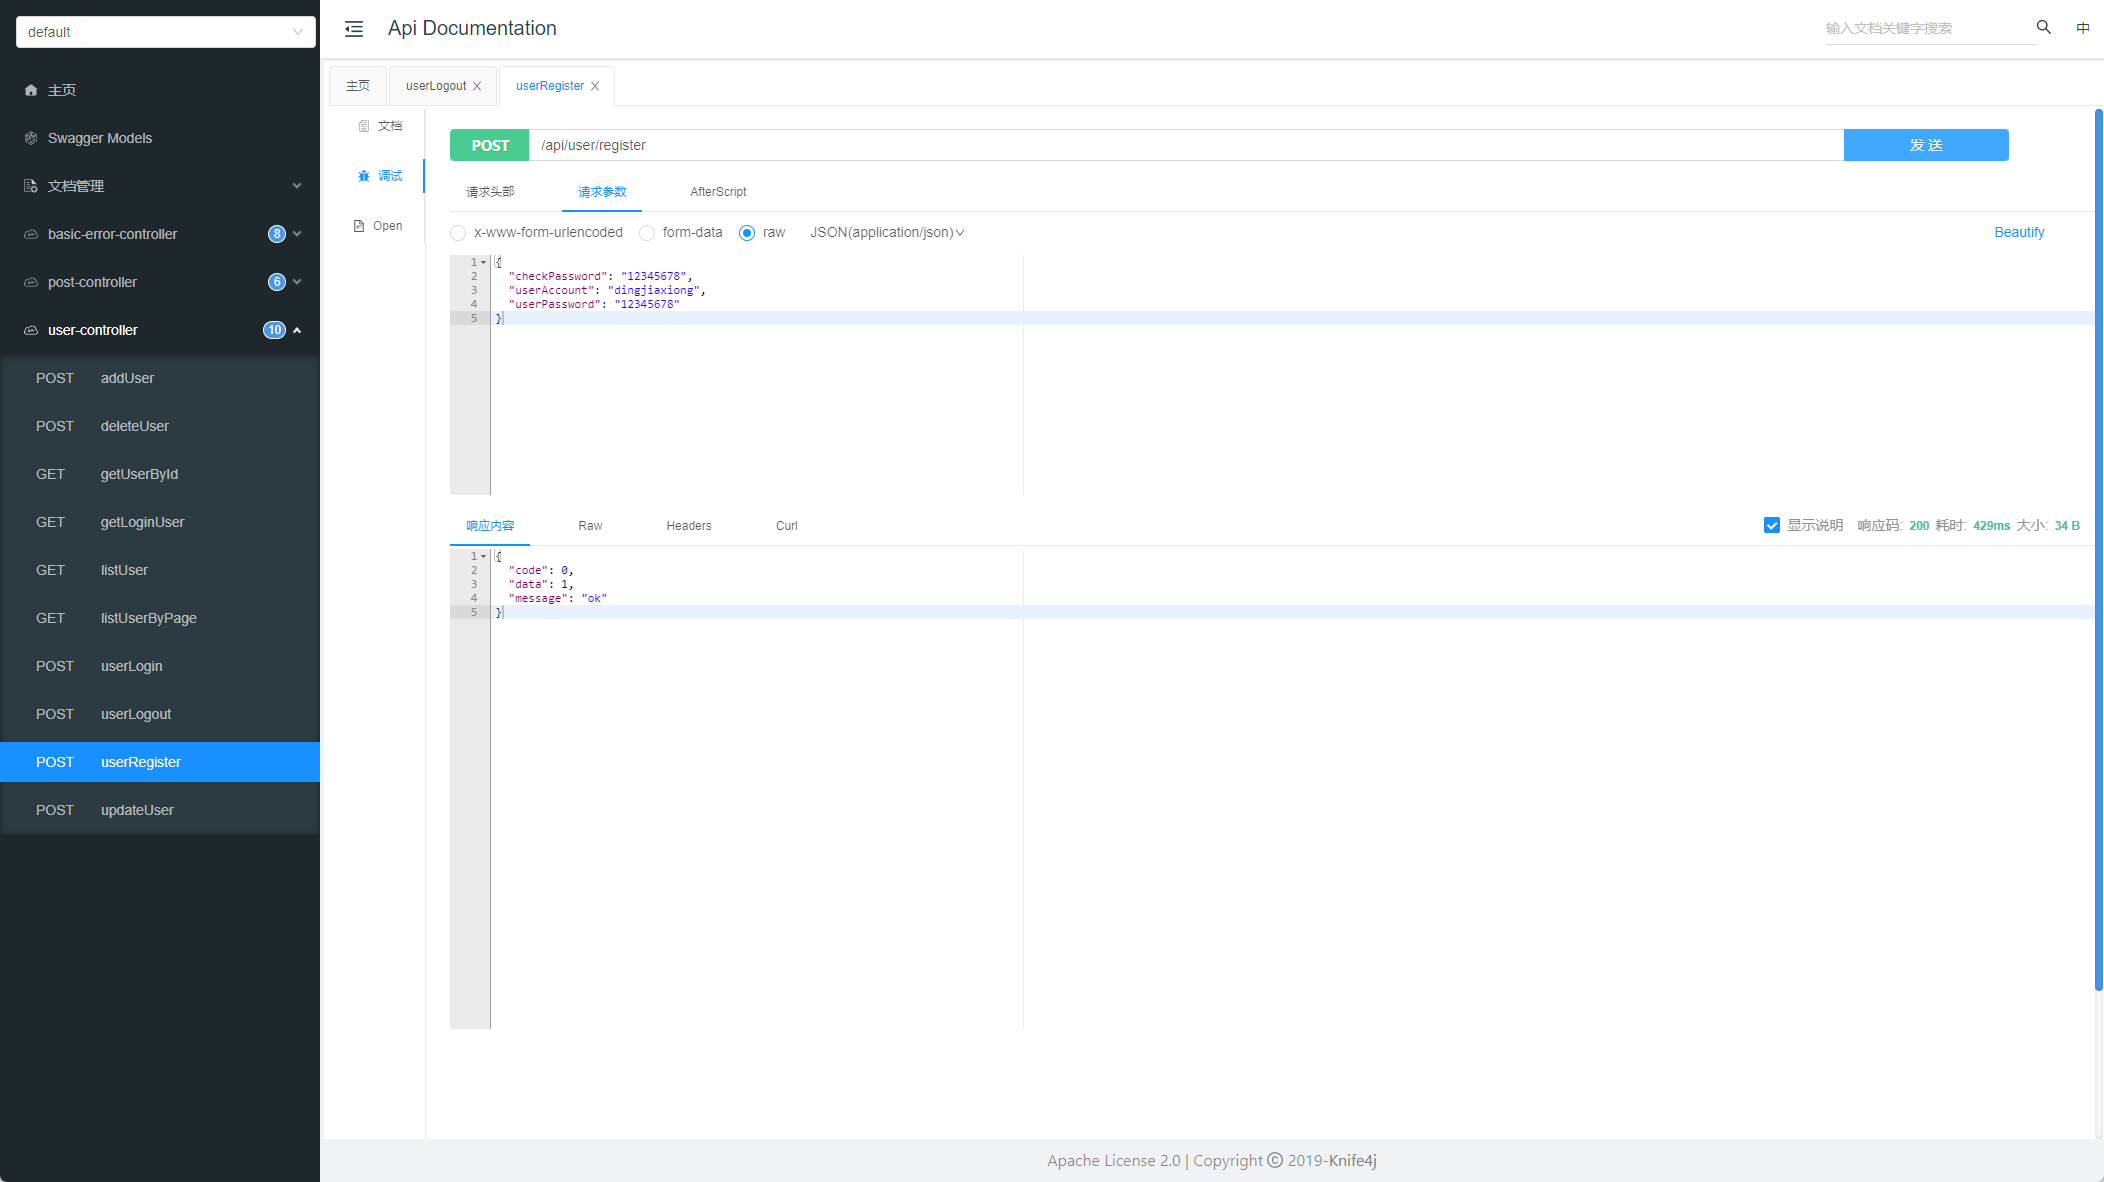 default
主页
Swagger Models
文档管理
basic-error-controller 8
post-controller 6
user-controller 10
POST addUser
POST deleteUser
GET getUserById
GET getLoginUser
GET listUser
GET listUserByPage
POST userLogin
POST userLogout
POST userRegister
POST updateUser
Api Documentation
输入文档关键字搜索
中
主页 userLogout userRegister
文档
调试
Open
POST /api/user/register 发 送
请求头部 请求参数 AfterScript
x-www-form-urlencoded form-data raw JSON(application/json) Beautify
1 {
2 "checkPassword": "12345678",
3 "userAccount": "dingjiaxiong",
4 "userPassword": "12345678"
5 }
响应内容 Raw Headers Curl 显示说明 响应码: 200 耗时: 429ms 大小: 34 B
1 {
2 "code": 0,
3 "data": 1,
4 "message": "ok"
5 }
Apache License 2.0 | Copyright © 2019-Knife4j